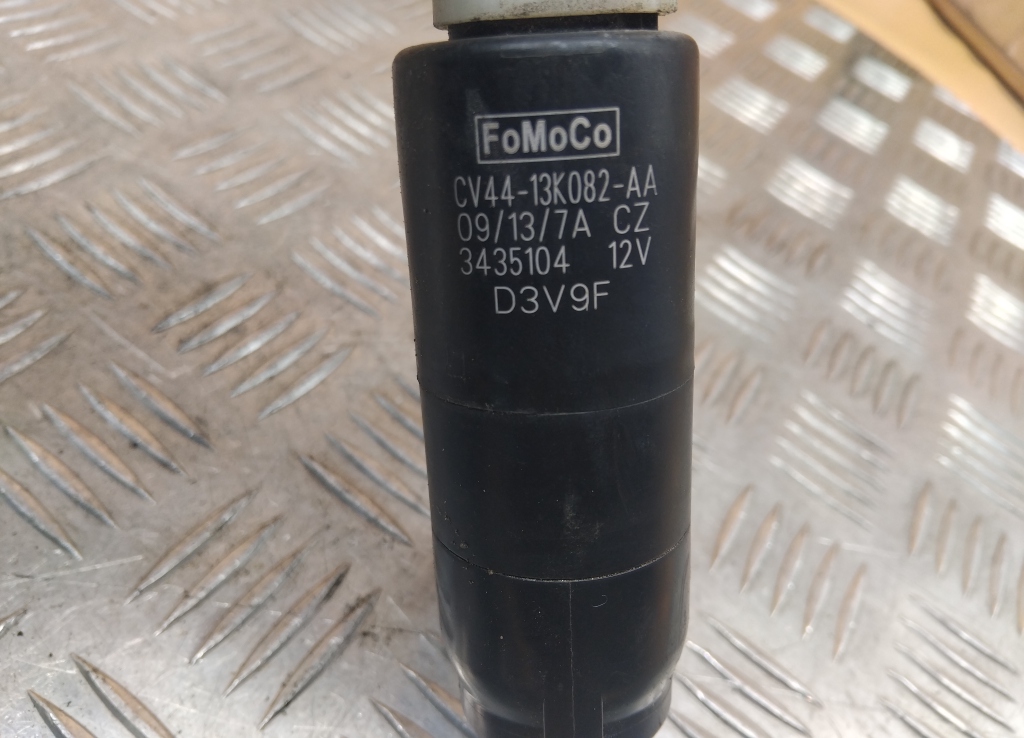 FoMoCo
CV44-13K082-AA
09/13/7A CZ
3435104 12V
D3V9F